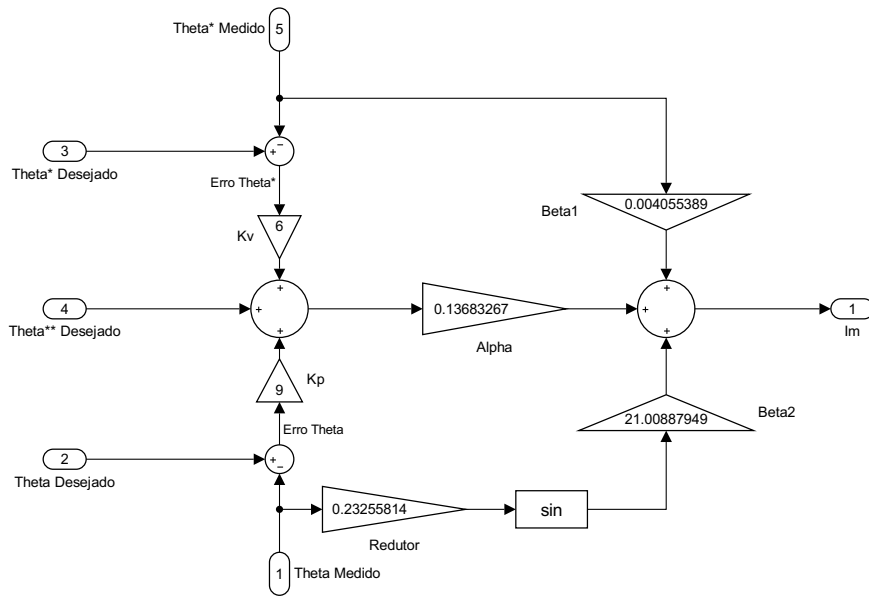 Theta* Medido
5
3
Theta* Desejado
+ −
Erro Theta*
Kv
6
Beta1
0.004055389
4
Theta** Desejado
+
+
+
0.13683267
Alpha
+
+
+
1
Im
9
Kp
Erro Theta
21.00887949
Beta2
2
Theta Desejado
+ −
0.23255814
Redutor
sin
1
Theta Medido